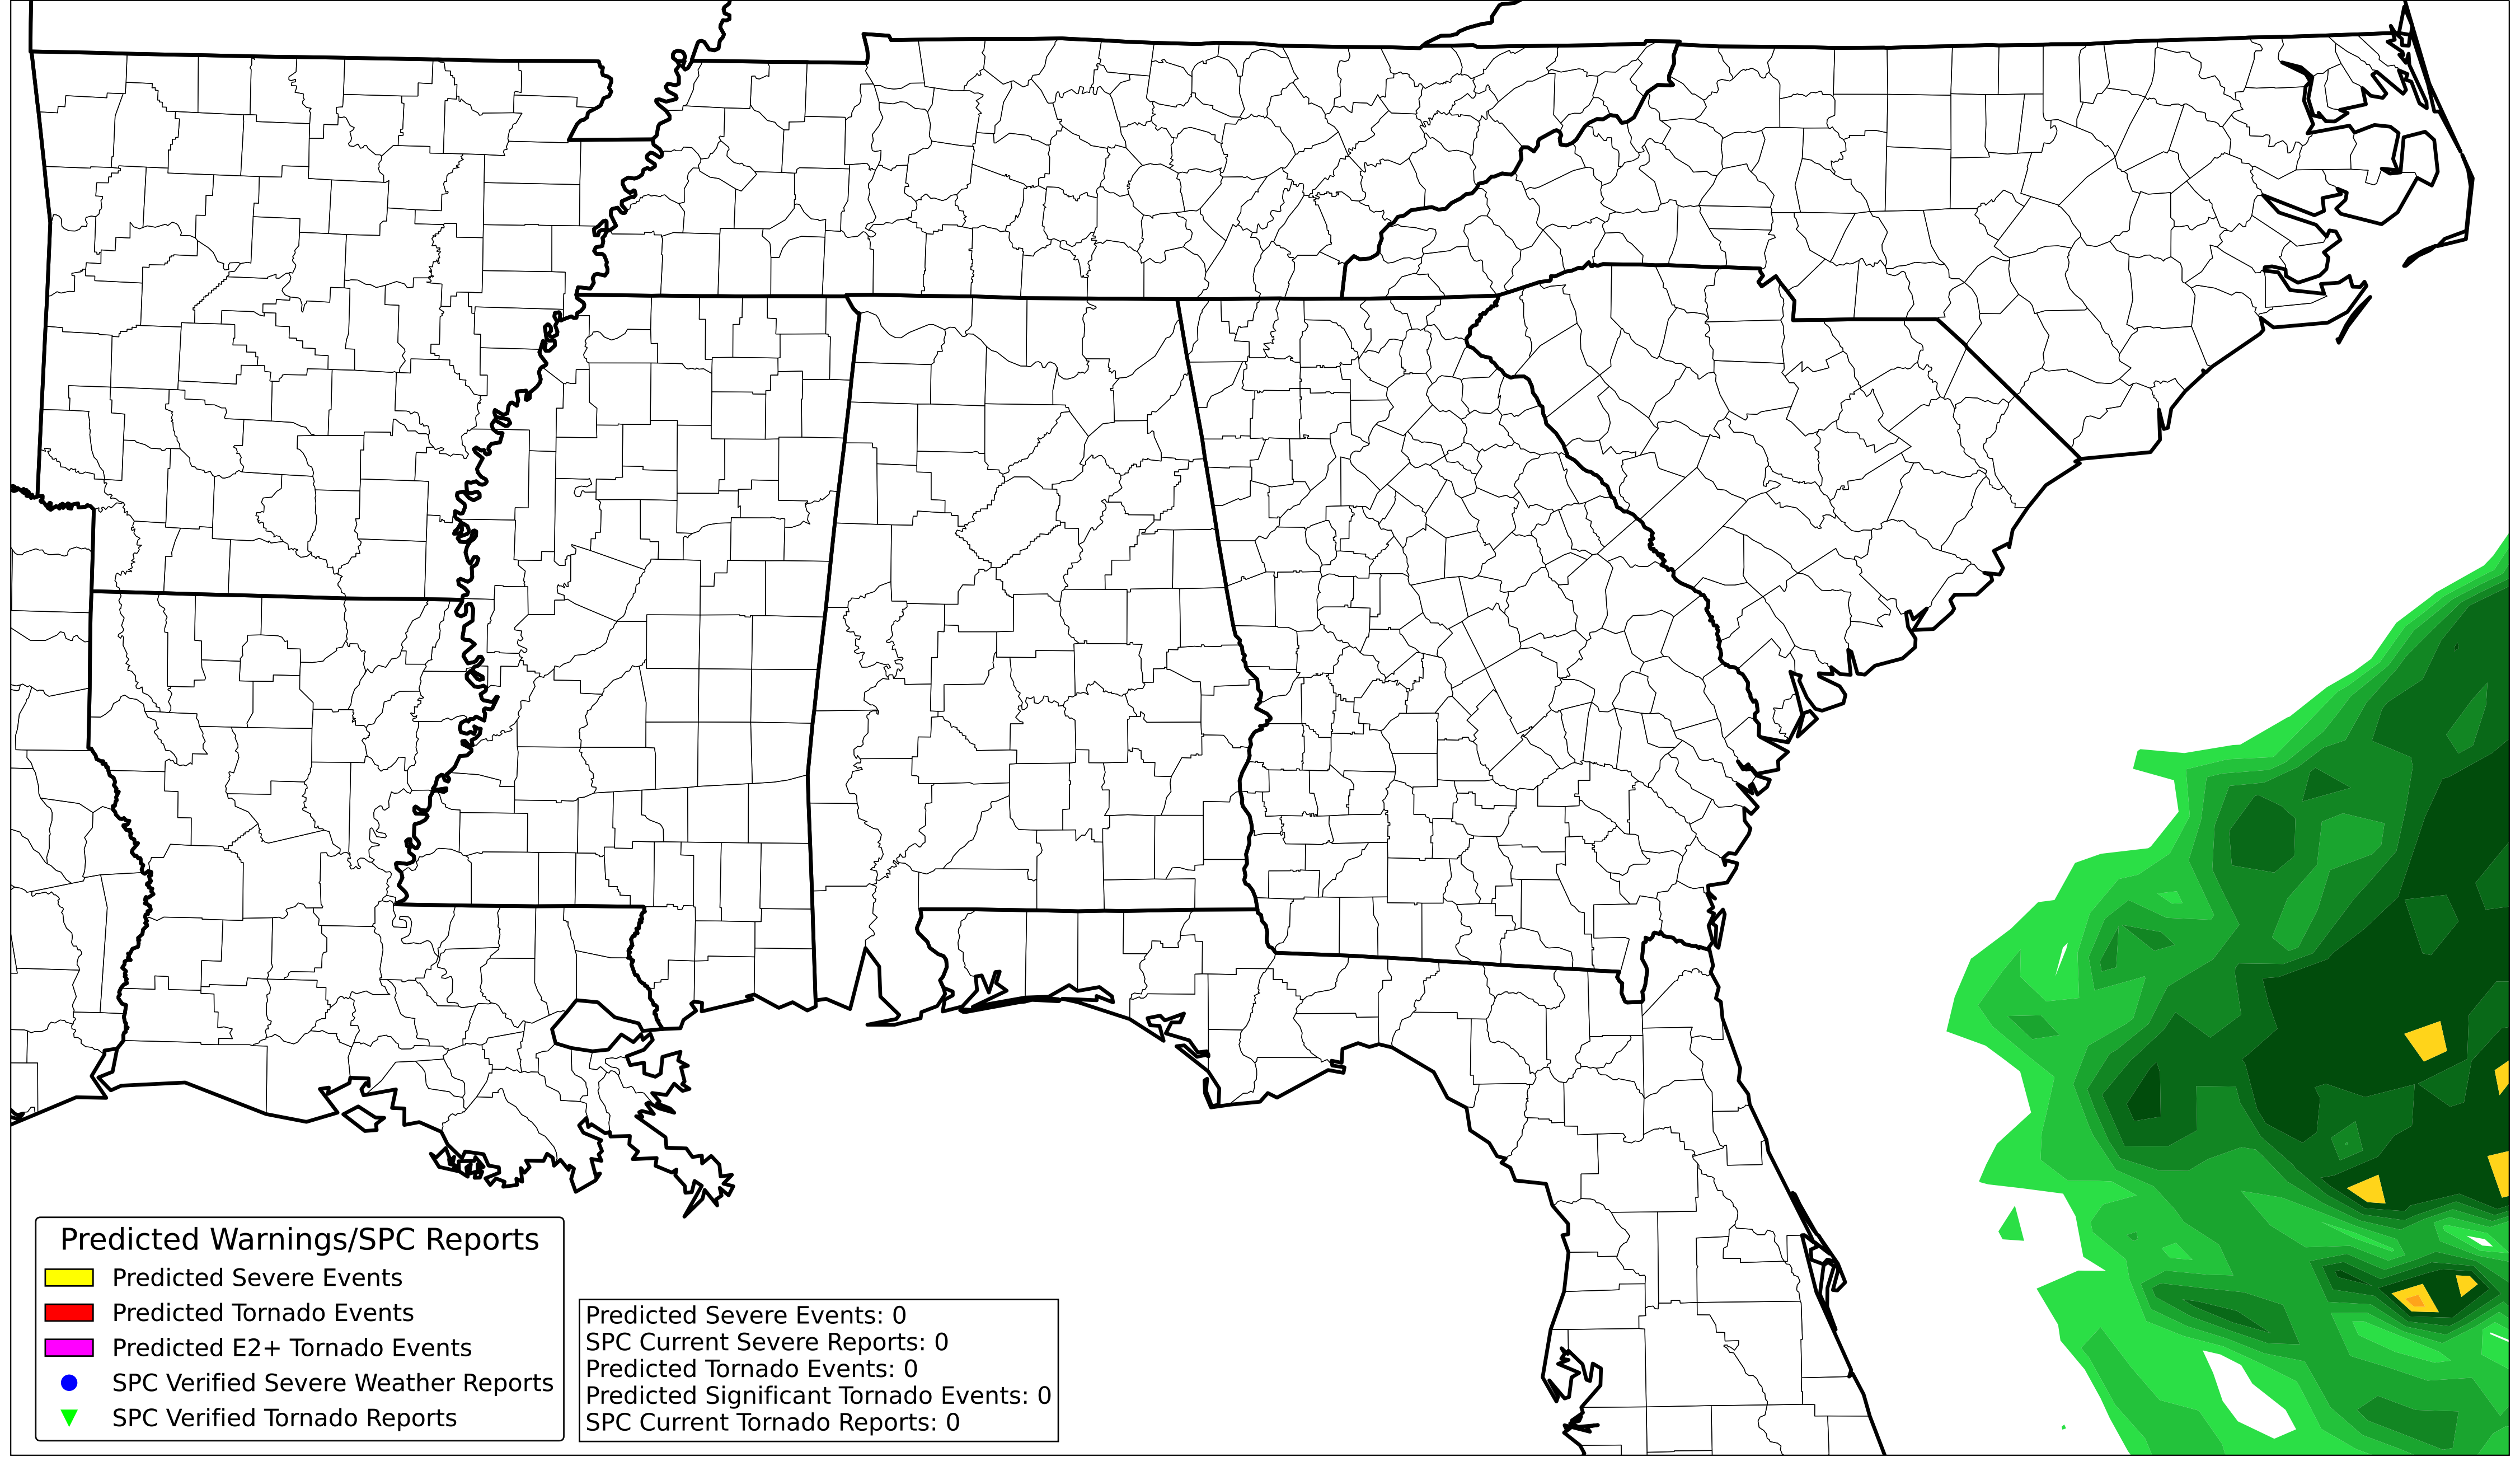 Predicted Warnings/SPC Reports
Predicted Severe Events
Predicted Tornado Events
Predicted E2+ Tornado Events
SPC Verified Severe Weather Reports
SPC Verified Tornado Reports
Predicted Severe Events: 0
SPC Current Severe Reports: 0
Predicted Tornado Events: 0
Predicted Significant Tornado Events: 0
SPC Current Tornado Reports: 0